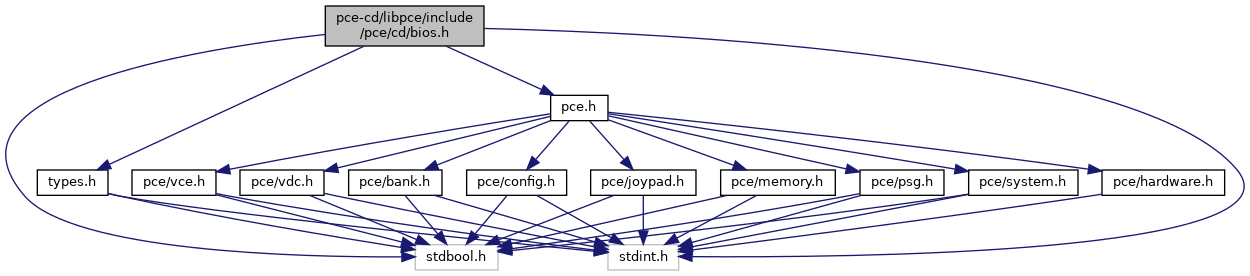 pce-cd/libpce/include
/pce/cd/bios.h
pce.h
types.h
pce/vce.h
pce/vdc.h
pce/bank.h
pce/config.h
pce/joypad.h
pce/memory.h
pce/psg.h
pce/system.h
pce/hardware.h
stdbool.h
stdint.h